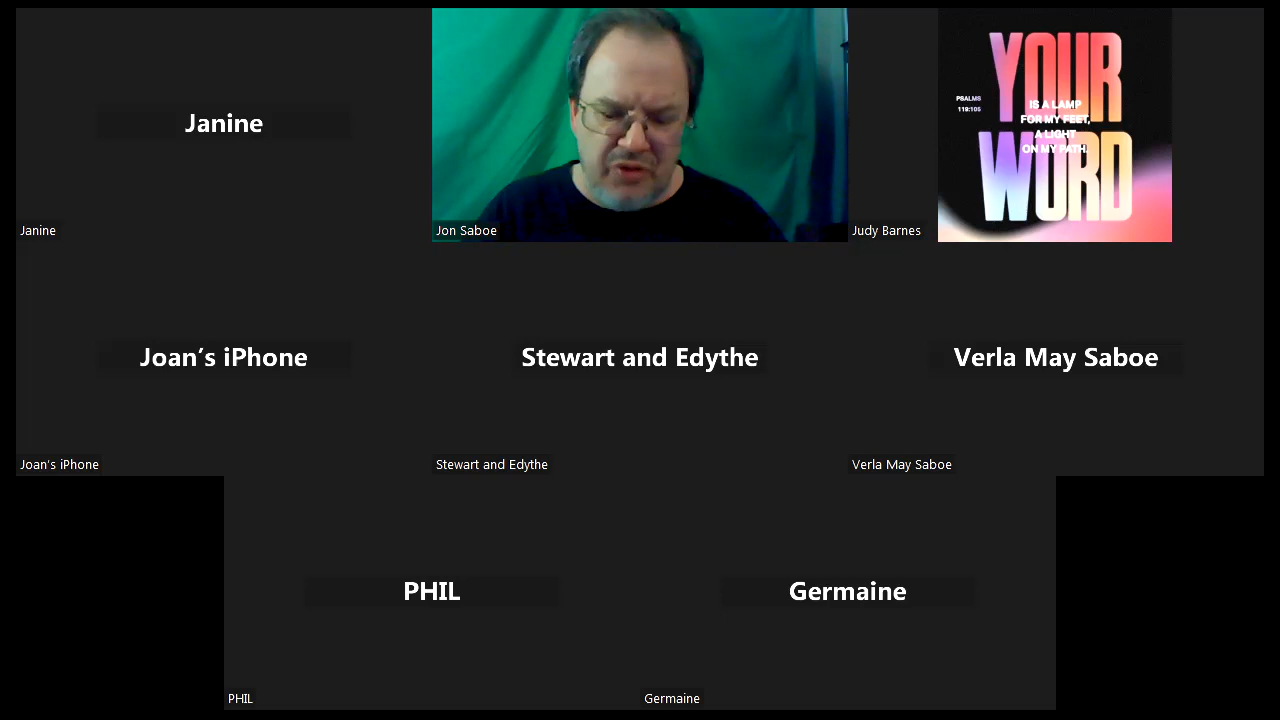 Janine
Janine
Jon Saboe
YOUR
WORD
PSALMS
119:105
IS A LAMP
FOR MY FEET,
A LIGHT
ON MY PATH.
Judy Barnes
Joan’s iPhone
Joan's iPhone
Stewart and Edythe
Stewart and Edythe
Verla May Saboe
Verla May Saboe
PHIL
PHIL
Germaine
Germaine